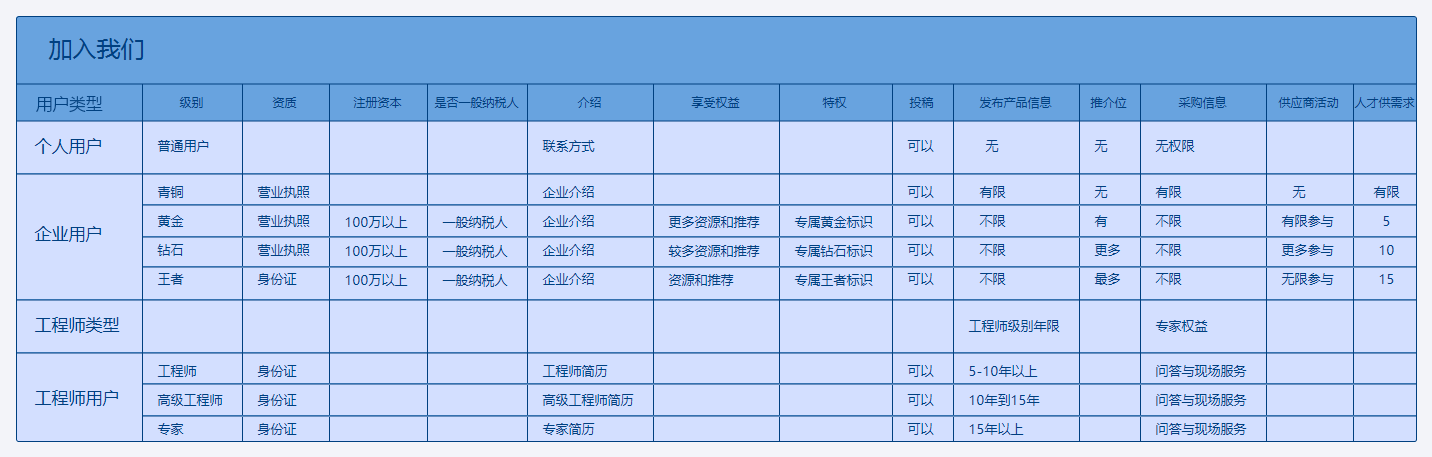 加入我们
用户类型 级别 资质 注册资本 是否一般纳税人 介绍 享受权益 特权 投稿 发布产品信息 推介位 采购信息 供应商活动 人才供需求
个人用户 普通用户 联系方式 可以 无 无 无权限
企业用户
青铜 营业执照 企业介绍 可以 有限 无 有限 无 有限
黄金 营业执照 100万以上 一般纳税人 企业介绍 更多资源和推荐 专属黄金标识 可以 不限 有 不限 有限参与 5
钻石 营业执照 100万以上 一般纳税人 企业介绍 较多资源和推荐 专属钻石标识 可以 不限 更多 不限 更多参与 10
王者 身份证 100万以上 一般纳税人 企业介绍 资源和推荐 专属王者标识 可以 不限 最多 不限 无限参与 15
工程师类型 工程师级别年限 专家权益
工程师用户
工程师 身份证 工程师简历 可以 5-10年以上 问答与现场服务
高级工程师 身份证 高级工程师简历 可以 10年到15年 问答与现场服务
专家 身份证 专家简历 可以 15年以上 问答与现场服务